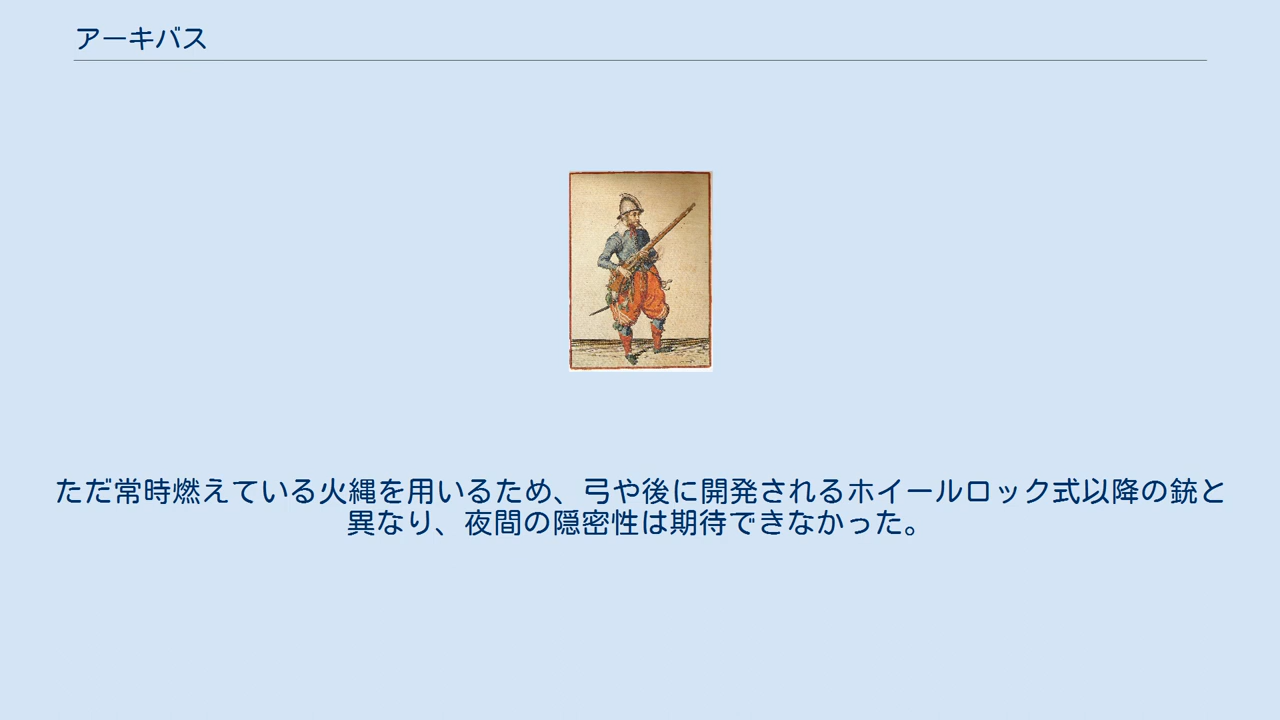 アーキバス
ただ常時燃えている火縄を用いるため、弓や後に開発されるホイールロック式以降の銃と
異なり、夜間の隠密性は期待できなかった。